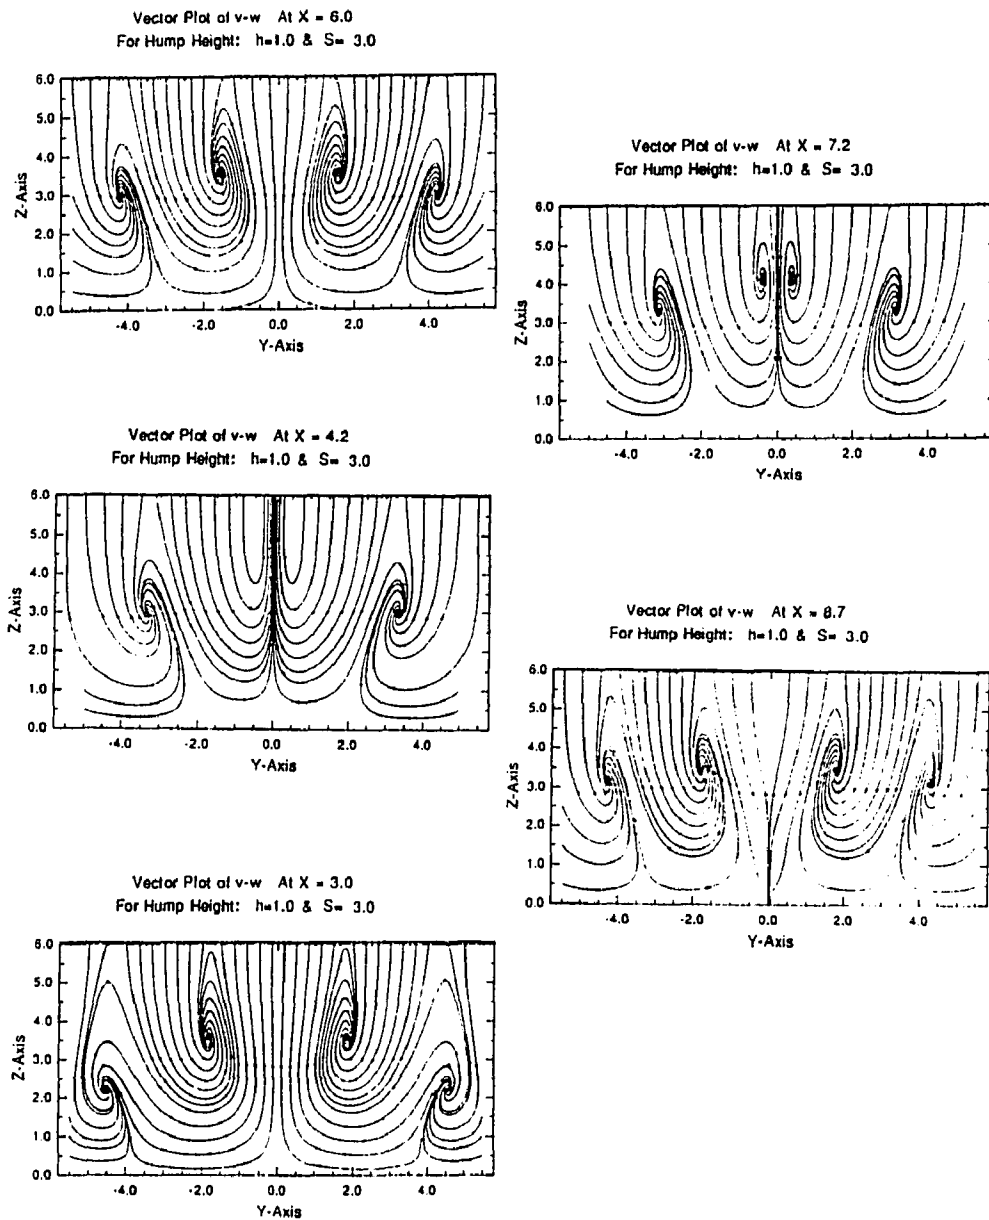 Vector Plot of v-w At X = 6.0
For Hump Height: h=1.0 & S= 3.0
6.0
5.0
4.0
3.0
2.0
1.0
0.0
Z-Axis
-4.0 -2.0 0.0 2.0 4.0
Y-Axis
Vector Plot of v-w At X = 4.2
For Hump Height: h=1.0 & S= 3.0
6.0
5.0
4.0
3.0
2.0
1.0
0.0
Z-Axis
-4.0 -2.0 0.0 2.0 4.0
Y-Axis
Vector Plot of v-w At X = 3.0
For Hump Height: h=1.0 & S= 3.0
6.0
5.0
4.0
3.0
2.0
1.0
0.0
Z-Axis
-4.0 -2.0 0.0 2.0 4.0
Y-Axis
Vector Plot of v-w At X = 7.2
For Hump Height: h=1.0 & S= 3.0
6.0
5.0
4.0
3.0
2.0
1.0
0.0
Z-Axis
-4.0 -2.0 0.0 2.0 4.0
Y-Axis
Vector Plot of v-w At X = 8.7
For Hump Height: h=1.0 & S= 3.0
6.0
5.0
4.0
3.0
2.0
1.0
0.0
Z-Axis
-4.0 -2.0 0.0 2.0 4.0
Y-Axis